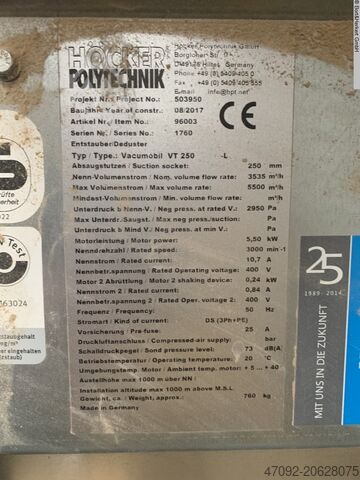 HÖCKER
POLYTECHNIK
Höcker Polytechnik GmbH
Borgloher Str.
D49176 Hilter, Germany
Phone +49 (0) 5409 405 0
Fax +49 (0) 5409 405 555
E-Mail info@hpt.net
Projekt Nr./ Project No.: 503950
Baujahr/ Year of constr.: 08/2017
Artikel Nr./ Item No.: 96003
Serien Nr./ Series No.: 1760
CE
Entstauber/Deduster
Typ / Type.: Vacumobil VT 250 -L
Absaugstutzen / Suction socket: 250 mm
Nenn-Volumenstrom / Nom. volume flow rate: 3535 m³/h
Max Volumenstrom / Max volume rate: 5500 m³/h
Mindest-Volumenstrom / Min. volume flow rate: m³/h
Unterdruck b Nenn-V./ Neg press. at rated V.: 2950 Pa
Max Unterdr./Saugst./ Max neg press./suction: Pa
Unterdruck b Mind V./ Neg press. at min V.: Pa
Motorleistung / Motor power: 5,50 kW
Nenndrehzahl / Rated speed: 3000 min -1
Nennstrom / Rated current: 10,7 A
Nennbetr.spannung / Rated Operating voltage: 400 V
Motor 2 Abrüttlung / Motor 2 shaking device: 0,24 kW
Nennstrom 2 / Rated current: 0,84 A
Nennbetr.spannung 2 / Rated Oper. voltage 2: 400 V
Frequenz / Frequency: 50 Hz
Stromart / Kind of current: DS (3Ph+PE)
Vorsicherung / Pre-fuse: 25 A
Druckluftanschluss / Compressed-air supply: bar
Schalldruckpegel / Sound pressure level: 73 dB(A)
Betriebstemperatur / Operating temperature: 20 °C
Umgebungstemp. Motor / Ambient temp. motor: + 5 ... + 40
Austellhöhe max 1000 m über NN
Installation altitude max 1000 m above M.S.L.
Gewicht, ca. / Weight, approx.: 760 kg
Made in Germany
Test
63024
25
1989 - 2014
MIT UNS IN DIE ZUKUNFT
47092-20628075